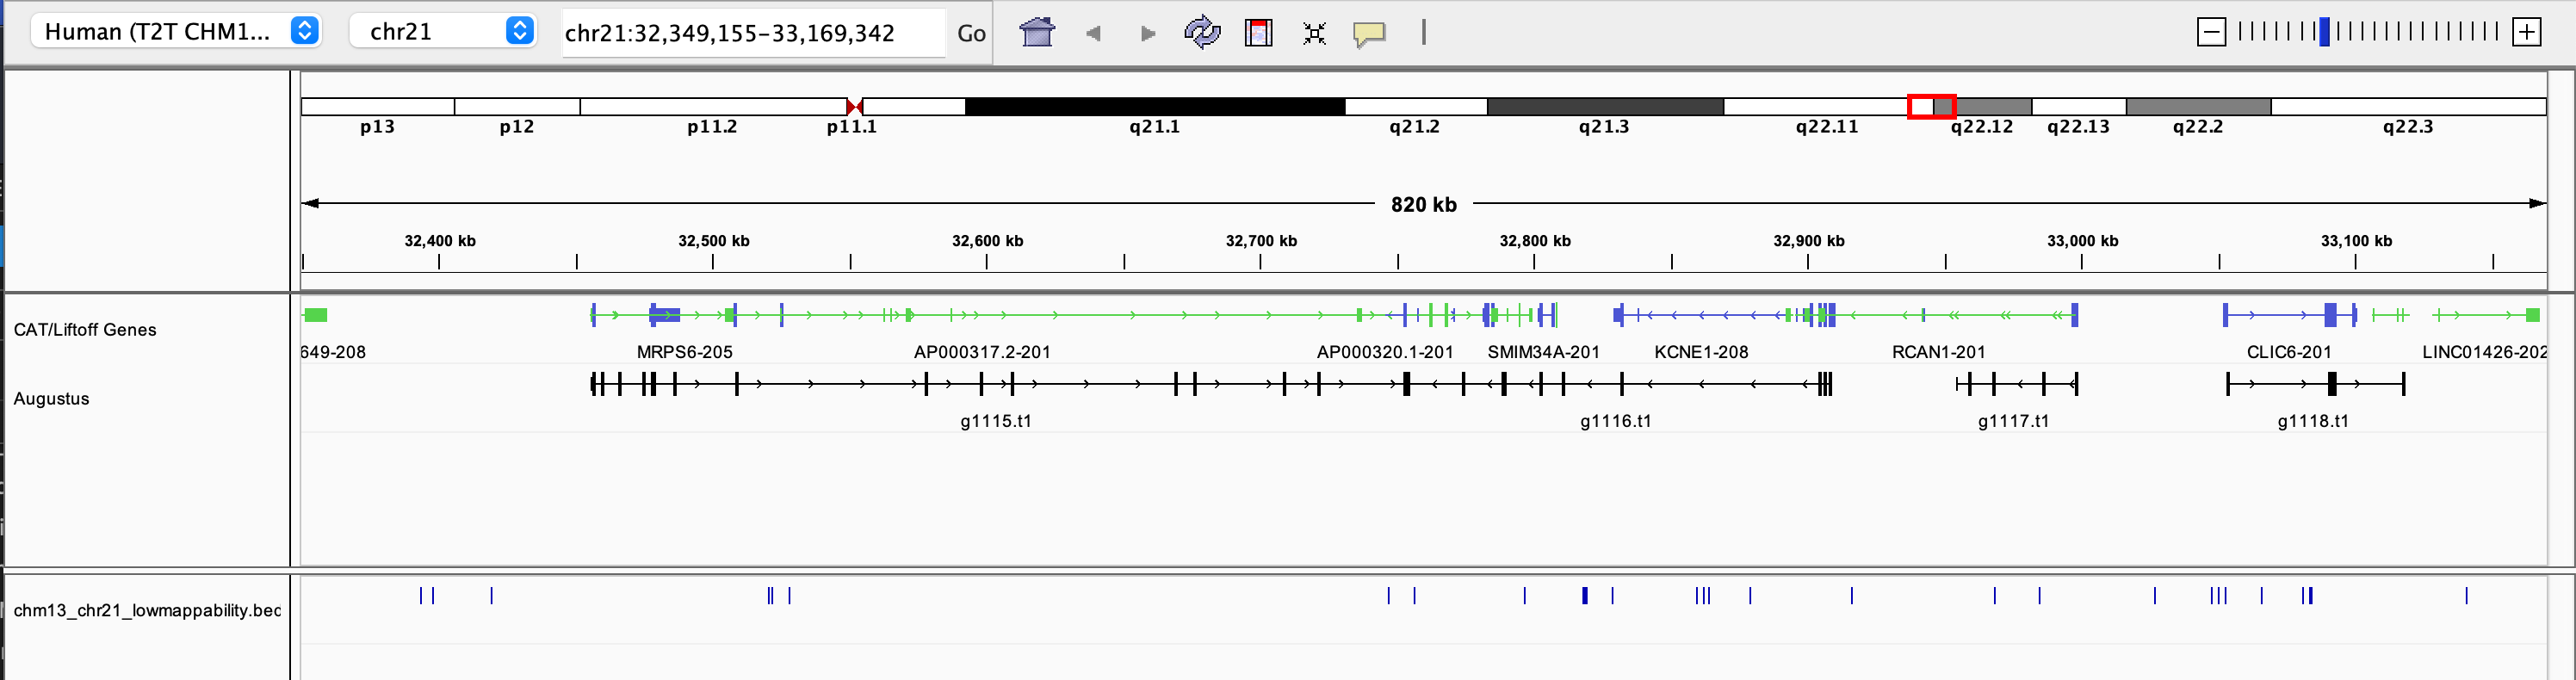 Human (T2T CHM1... chr21 chr21:32,349,155-33,169,342 Go
p13 p12 p11.2 p11.1 q21.1 q21.2 q21.3 q22.11 q22.12 q22.13 q22.2 q22.3
820 kb
32,400 kb 32,500 kb 32,600 kb 32,700 kb 32,800 kb 32,900 kb 33,000 kb 33,100 kb
CAT/Liftoff Genes
649-208 MRPS6-205 AP000317.2-201 AP000320.1-201 SMIM34A-201 KCNE1-208 RCAN1-201 CLIC6-201 LINC01426-202
Augustus
g1115.t1 g1116.t1 g1117.t1 g1118.t1
chm13_chr21_lowmappability.bed